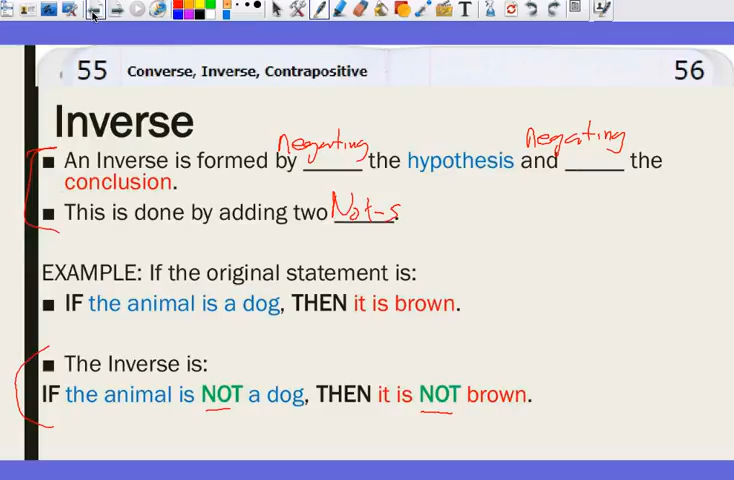 55 Converse, Inverse, Contrapositive 56
Inverse
negating negating
■ An Inverse is formed by _____ the hypothesis and _____ the
conclusion.
■ This is done by adding two Not-s.
EXAMPLE: If the original statement is:
■ IF the animal is a dog, THEN it is brown.
■ The Inverse is:
IF the animal is NOT a dog, THEN it is NOT brown.